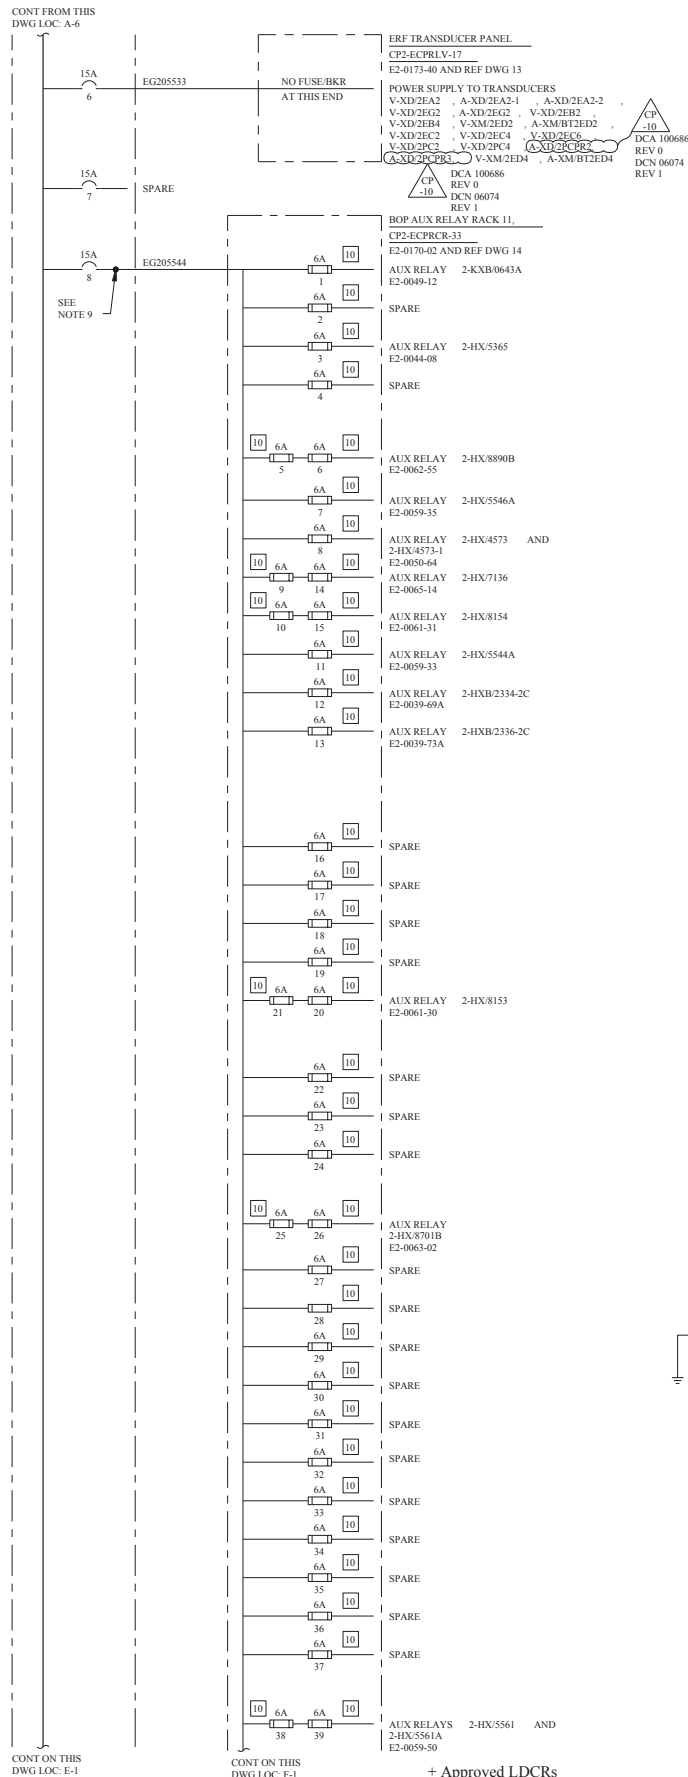 CONT FROM THIS
DWG LOC: A-6
ERF TRANSDUCER PANEL
CP2-ECPRLV-17
E2-0173-40 AND REF DWG 13
15A
6
EG205533
NO FUSE/BKR
AT THIS END
POWER SUPPLY TO TRANSDUCERS
V-XD/2EA2 , A-XD/2EA2-1 , A-XD/2EA2-2 ,
V-XD/2EG2 , A-XD/2EG2 , V-XD/2EB2 ,
V-XD/2EB4 , V-XM/2ED2 , A-XM/BT2ED2 ,
V-XD/2EC2 , V-XD/2EC4 , V-XD/2EC6 ,
V-XD/2PC2 , V-XD/2PC4 , A-XD/2PCPR2 ,
A-XD/2PCPR3 , V-XM/2ED4 , A-XM/BT2ED4
CP
-10
DCA 100686
REV 0
DCN 06074
REV 1
CP
-10
DCA 100686
REV 0
DCN 06074
REV 1
15A
7
SPARE
BOP AUX RELAY RACK 11,
CP2-ECPRCR-33
E2-0170-02 AND REF DWG 14
15A
8
EG205544
SEE
NOTE 9
6A
1
10
AUX RELAY 2-KXB/0643A
E2-0049-12
6A
2
10
SPARE
6A
3
10
AUX RELAY 2-HX/5365
E2-0044-08
6A
4
10
SPARE
10
6A
5
6A
6
10
AUX RELAY 2-HX/8890B
E2-0062-55
6A
7
10
AUX RELAY 2-HX/5546A
E2-0059-35
6A
8
10
AUX RELAY 2-HX/4573 AND
2-HX/4573-1
E2-0050-64
10
6A
9
6A
14
10
AUX RELAY 2-HX/7136
E2-0065-14
10
6A
10
6A
15
10
AUX RELAY 2-HX/8154
E2-0061-31
6A
11
10
AUX RELAY 2-HX/5544A
E2-0059-33
6A
12
10
AUX RELAY 2-HXB/2334-2C
E2-0039-69A
6A
13
10
AUX RELAY 2-HXB/2336-2C
E2-0039-73A
6A
16
10
SPARE
6A
17
10
SPARE
6A
18
10
SPARE
6A
19
10
SPARE
10
6A
21
6A
20
10
AUX RELAY 2-HX/8153
E2-0061-30
6A
22
10
SPARE
6A
23
10
SPARE
6A
24
10
SPARE
10
6A
25
6A
26
10
AUX RELAY
2-HX/8701B
E2-0063-02
6A
27
10
SPARE
28
10
SPARE
6A
29
10
SPARE
6A
30
10
SPARE
6A
31
10
SPARE
6A
32
10
SPARE
6A
33
10
SPARE
6A
34
10
SPARE
6A
35
10
SPARE
6A
36
10
SPARE
6A
37
10
SPARE
10
6A
38
6A
39
10
AUX RELAYS 2-HX/5561 AND
2-HX/5561A
E2-0059-50
CONT ON THIS
DWG LOC: E-1
CONT ON THIS
DWG LOC: E-1
+ Approved LDCRs